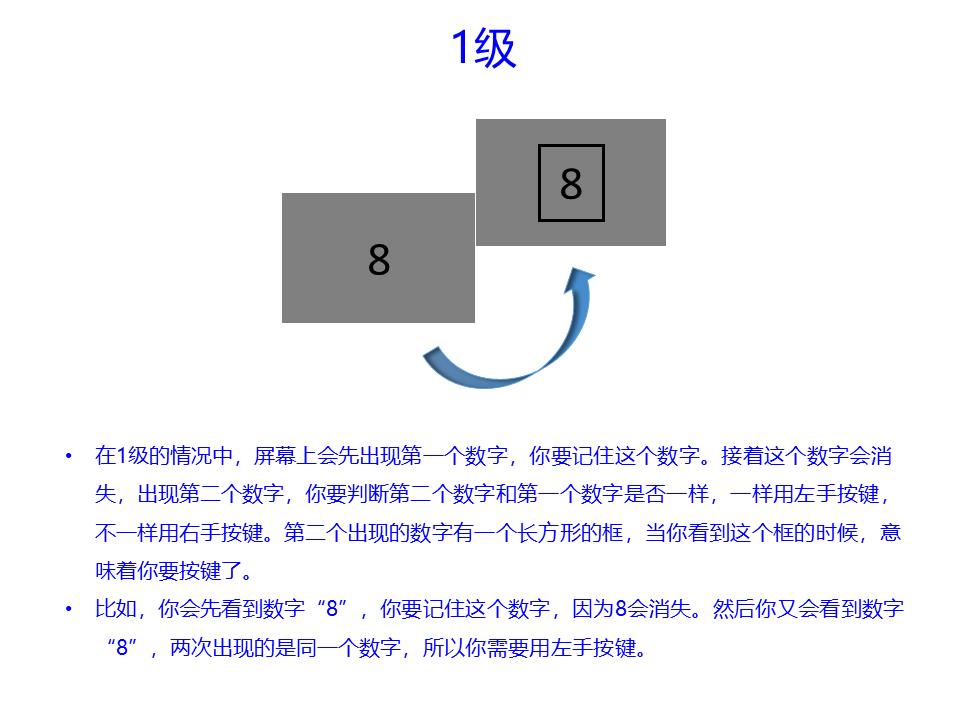 1级
8
8
• 在1级的情况中，屏幕上会先出现第一个数字，你要记住这个数字。接着这个数字会消
失，出现第二个数字，你要判断第二个数字和第一个数字是否一样，一样用左手按键，
不一样用右手按键。第二个出现的数字有一个长方形的框，当你看到这个框的时候，意
味着你要按键了。
• 比如，你会先看到数字“8”，你要记住这个数字，因为8会消失。然后你又会看到数字
“8”，两次出现的是同一个数字，所以你需要用左手按键。